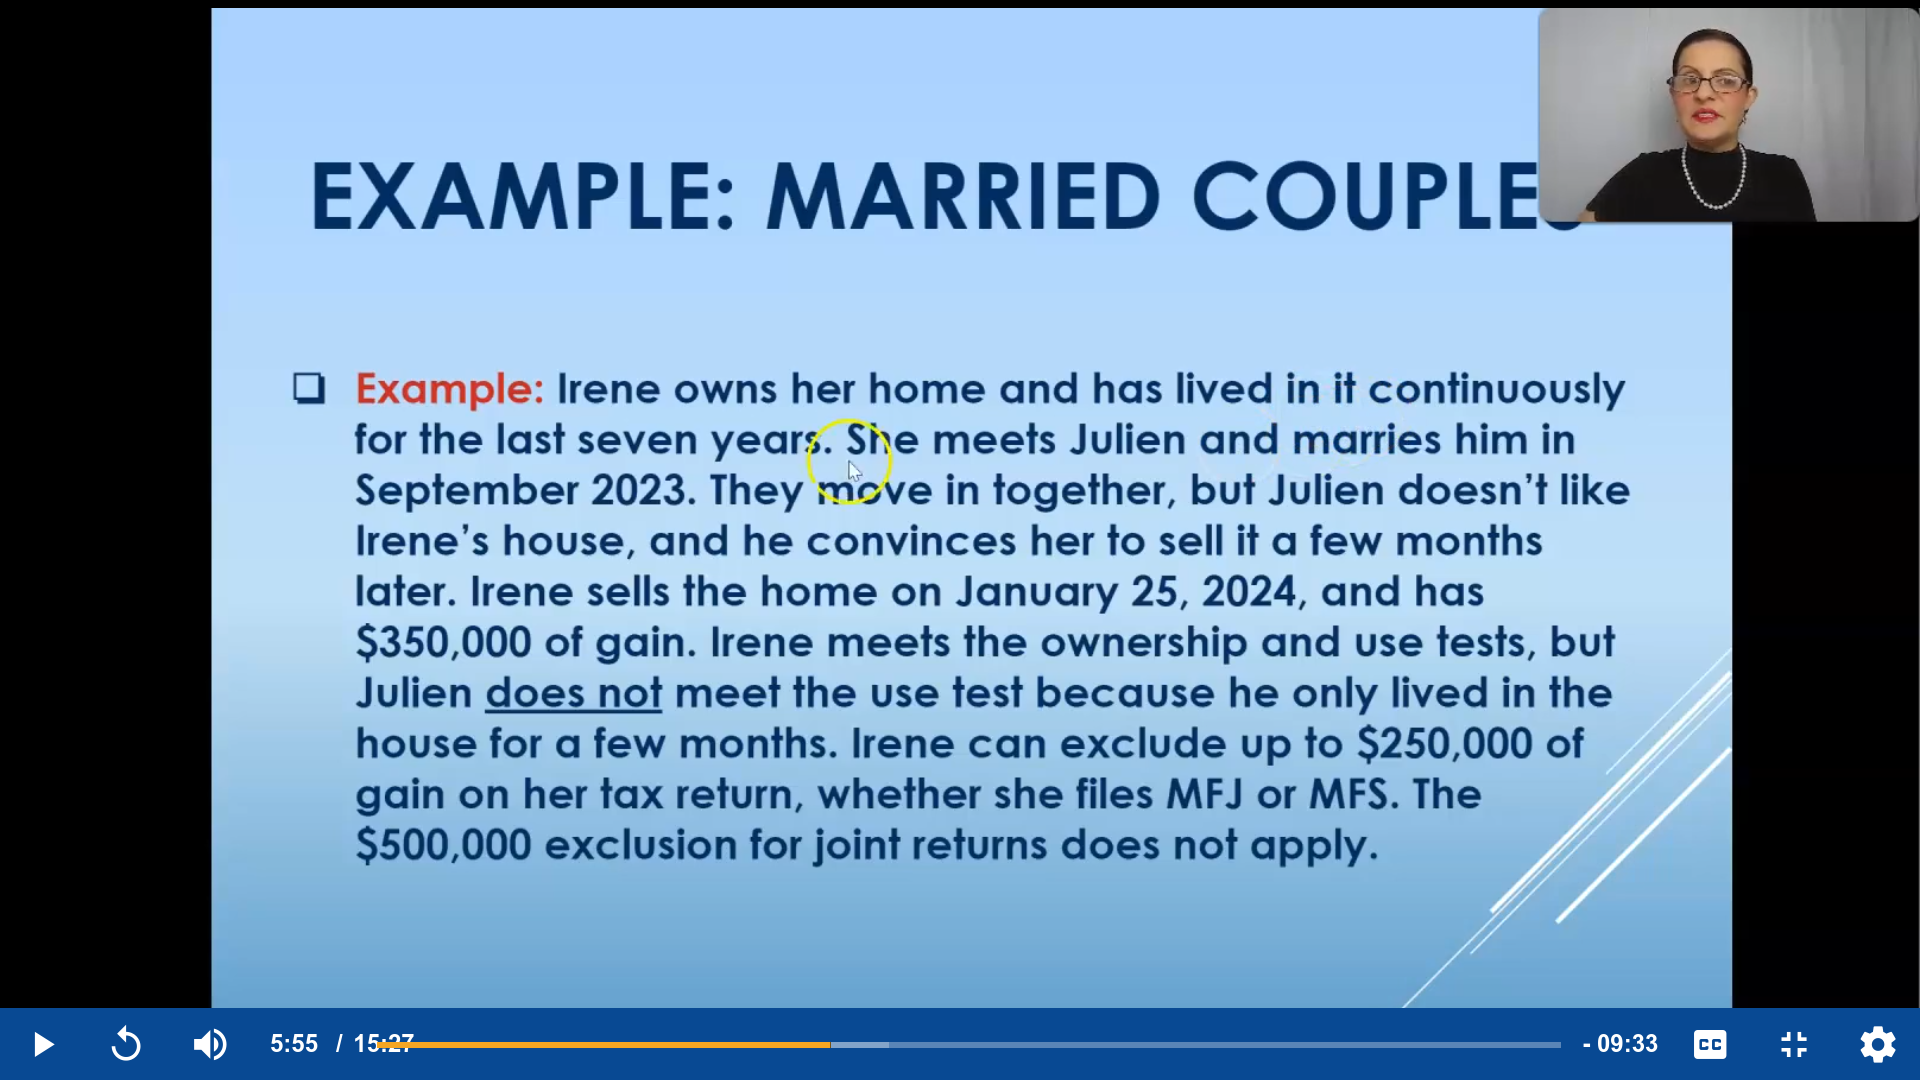 EXAMPLE: MARRIED COUPLES
❑ Example: Irene owns her home and has lived in it continuously
for the last seven years. She meets Julien and marries him in
September 2023. They move in together, but Julien doesn’t like
Irene’s house, and he convinces her to sell it a few months
later. Irene sells the home on January 25, 2024, and has
$350,000 of gain. Irene meets the ownership and use tests, but
Julien does not meet the use test because he only lived in the
house for a few months. Irene can exclude up to $250,000 of
gain on her tax return, whether she files MFJ or MFS. The
$500,000 exclusion for joint returns does not apply.
5:55 / 15:27 - 09:33 CC